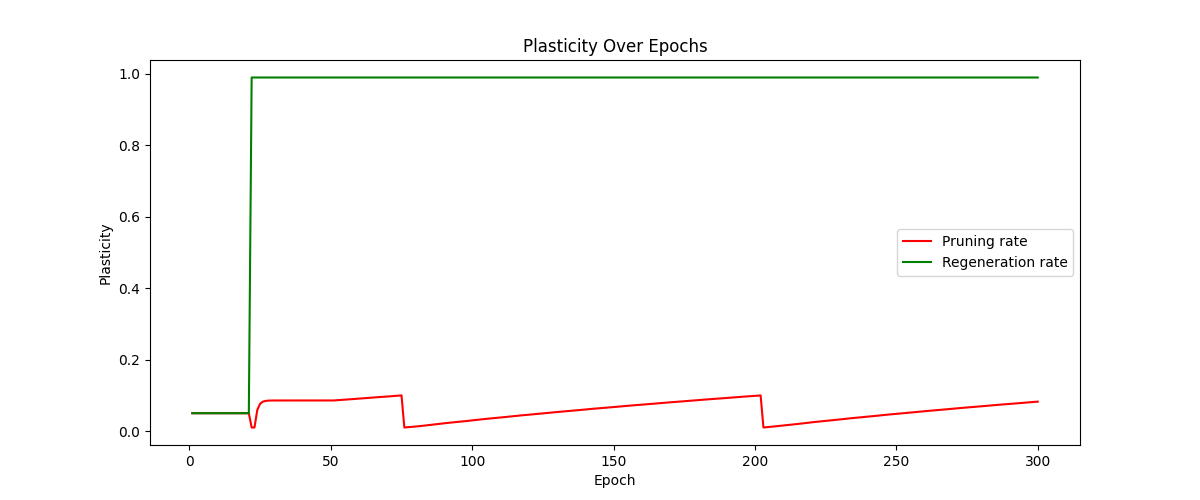 Plasticity Over Epochs
1.0
0.8
0.6
0.4
0.2
0.0
Plasticity
Pruning rate
Regeneration rate
0 50 100 150 200 250 300
Epoch